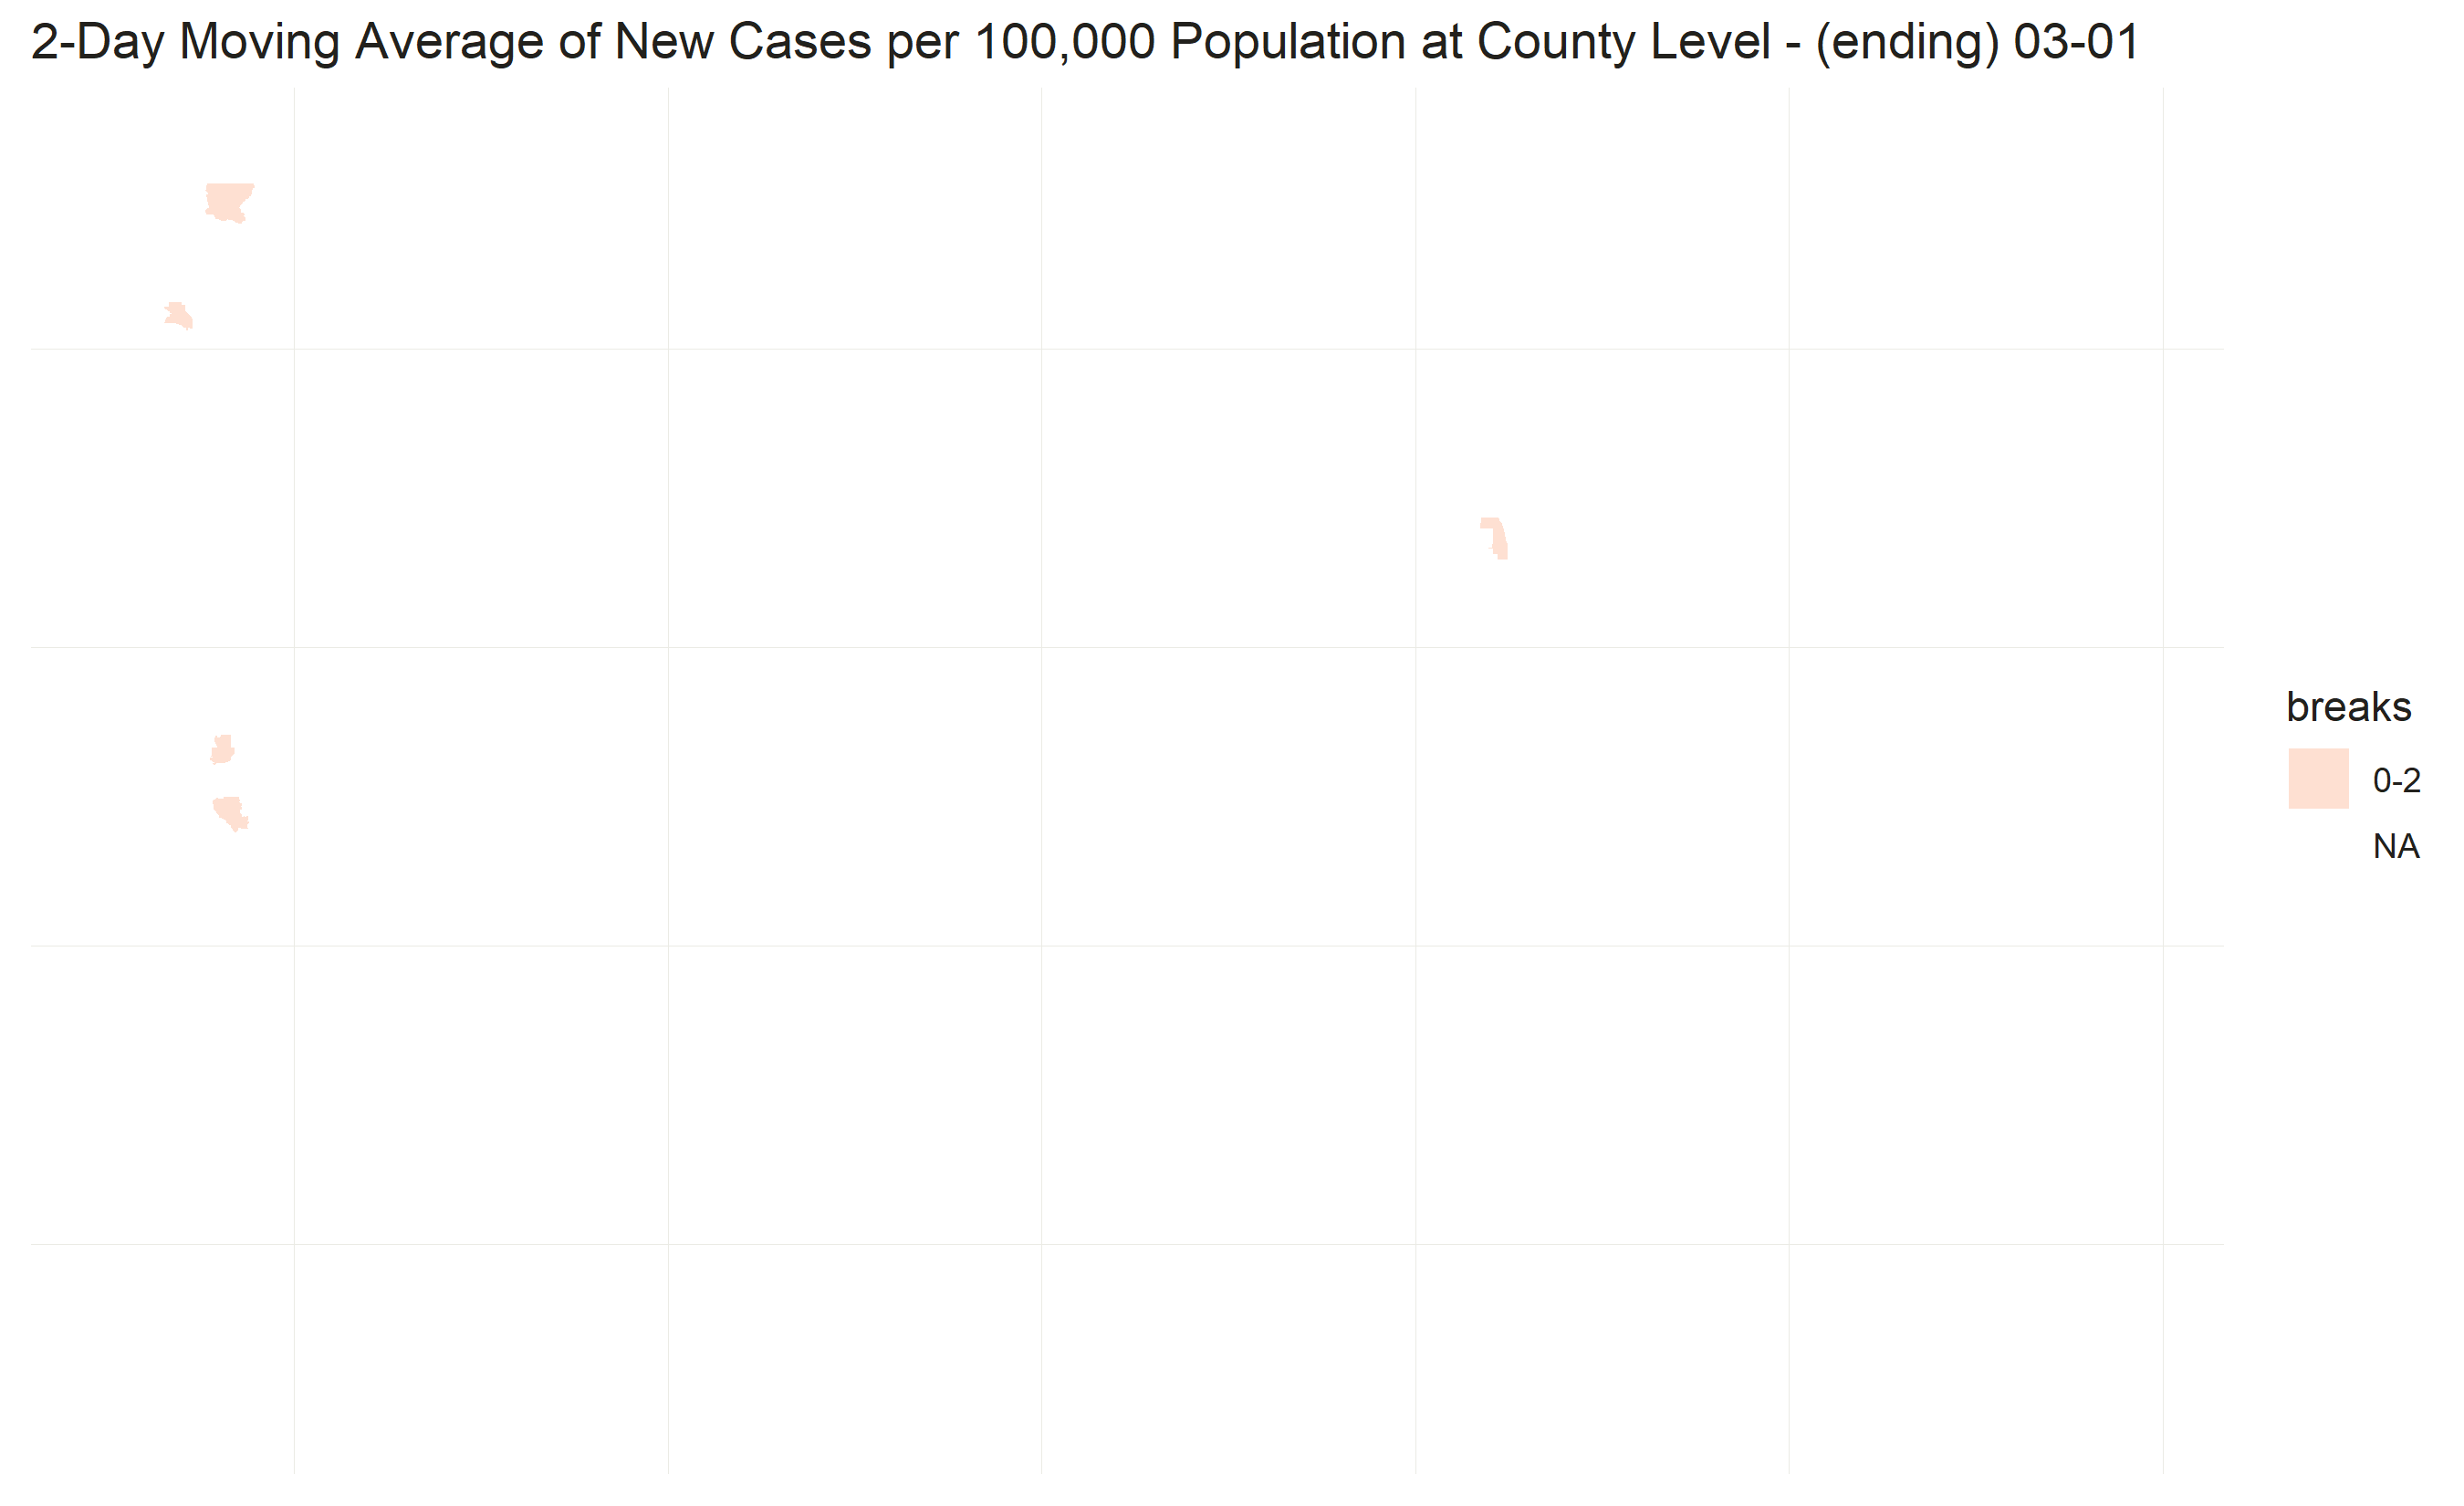 2-Day Moving Average of New Cases per 100,000 Population at County Level - (ending) 03-01
breaks
0-2
NA